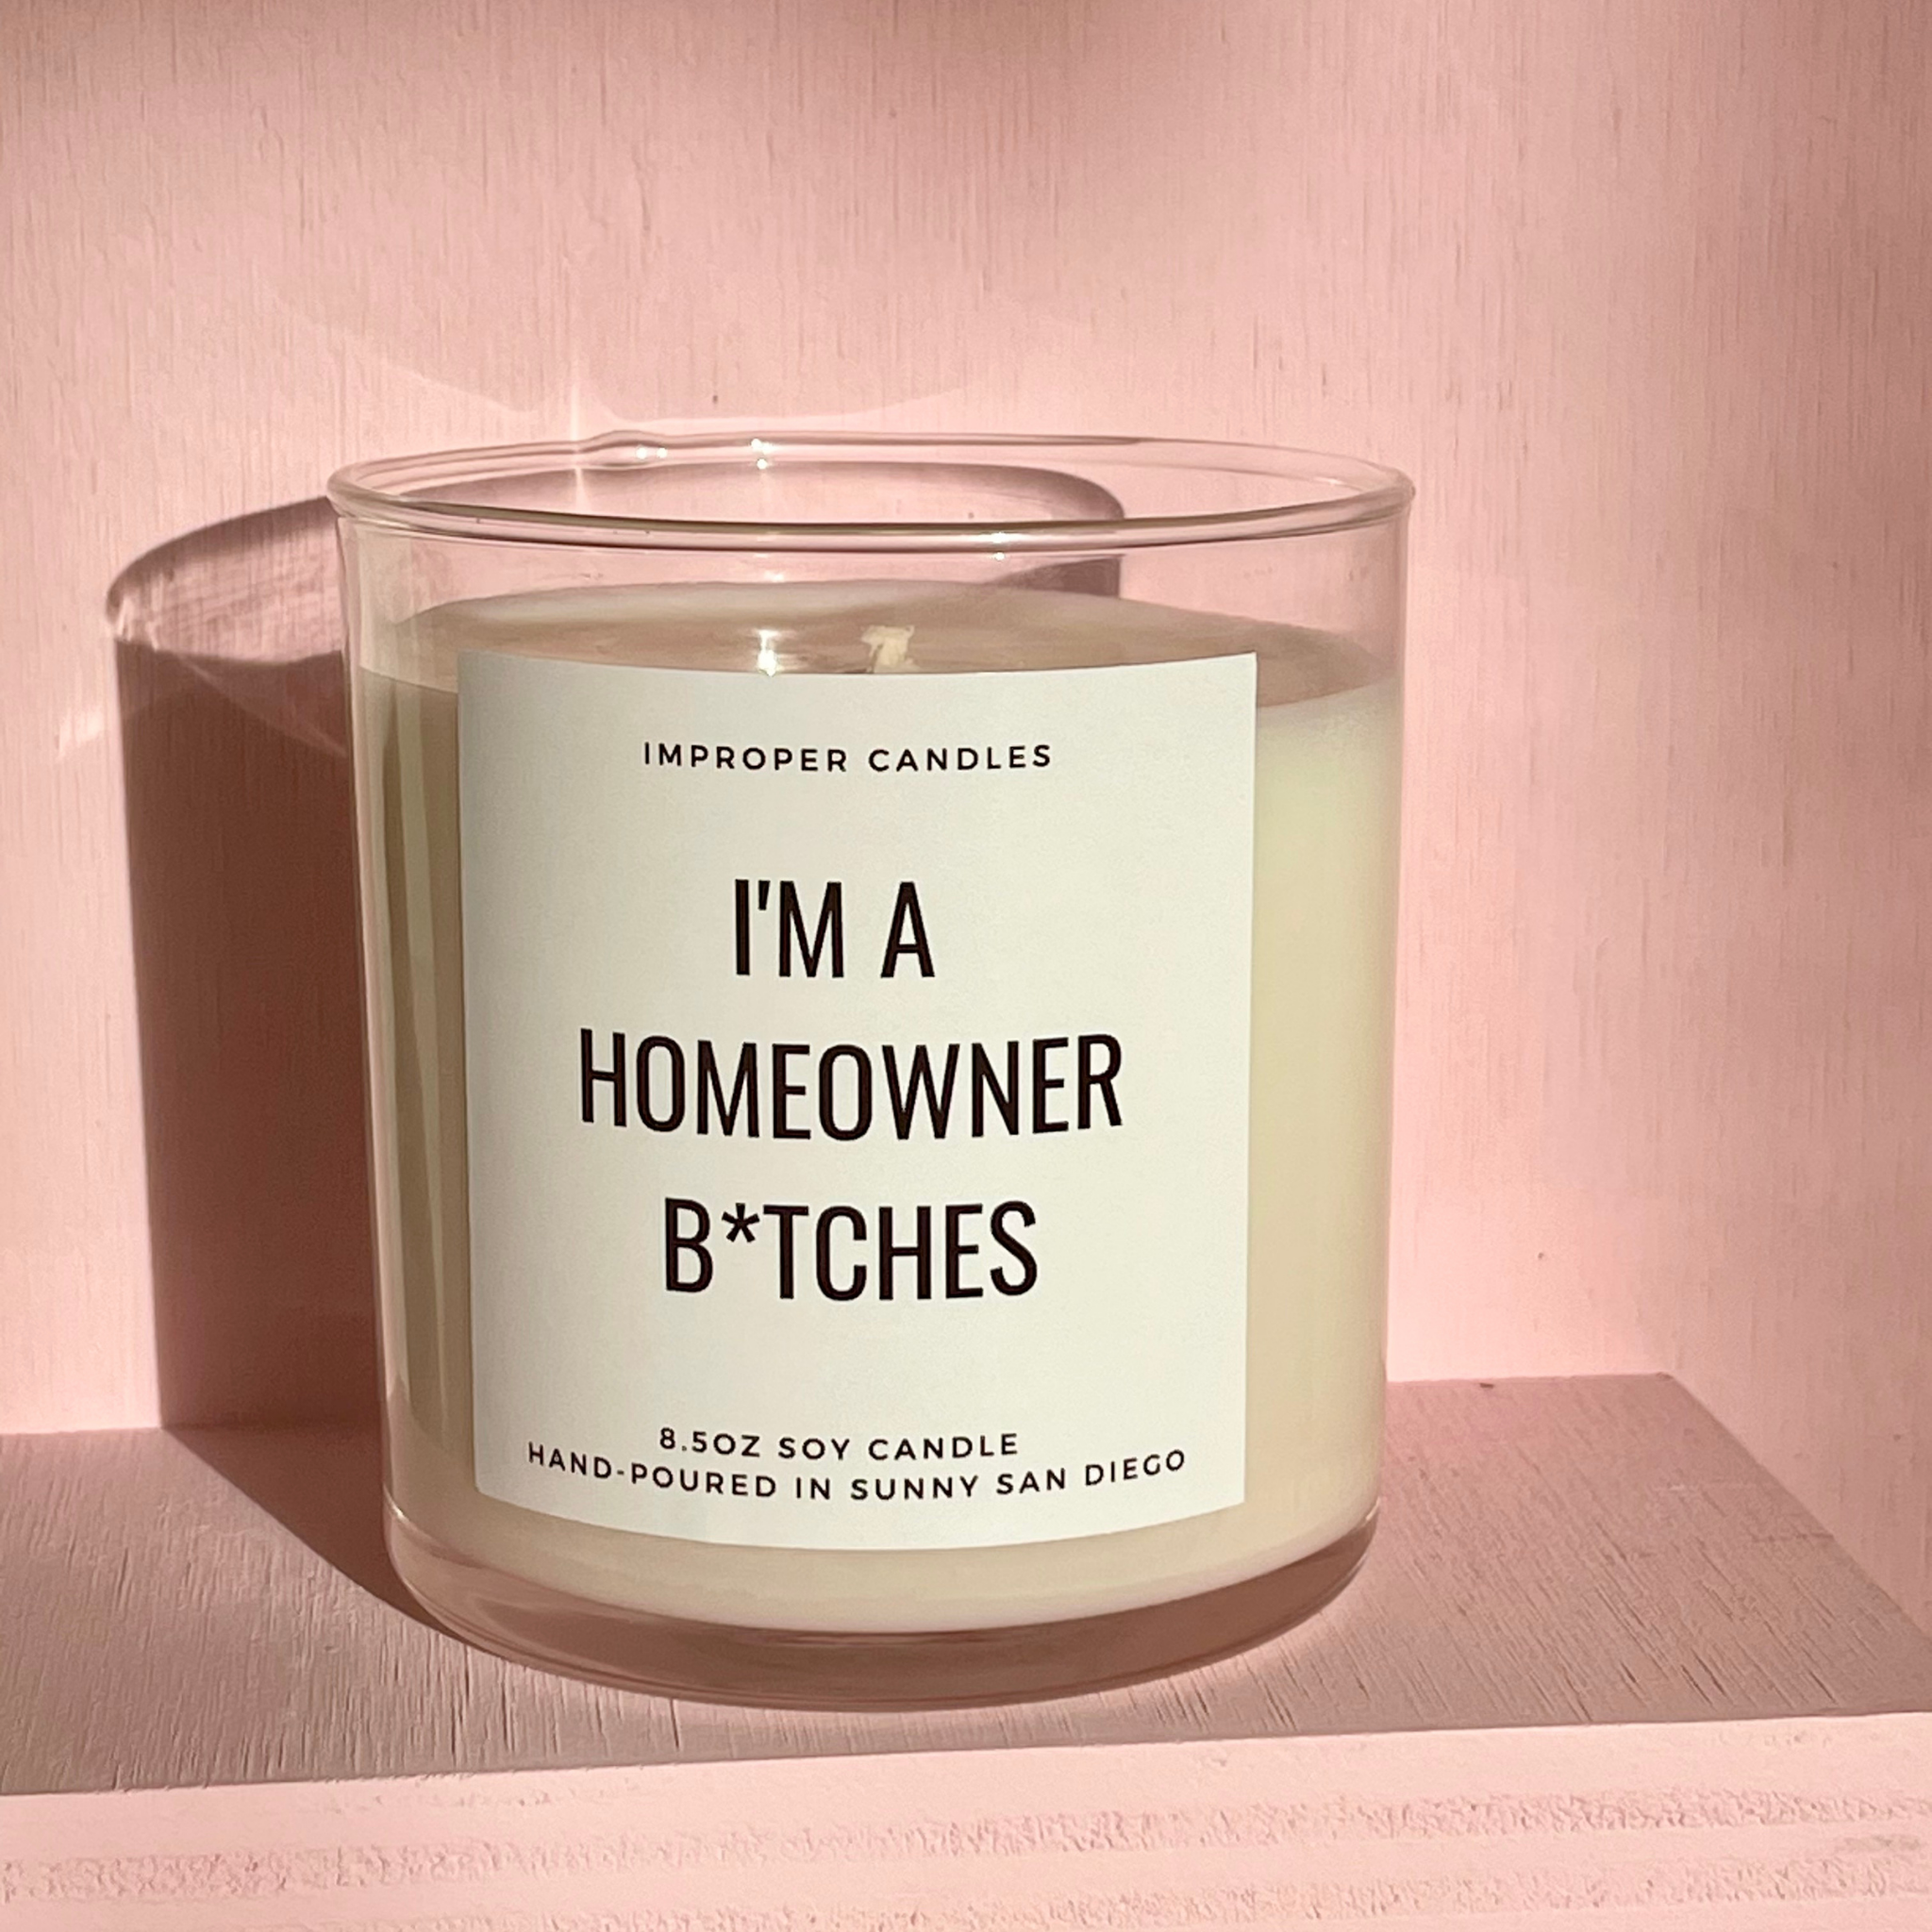 IMPROPER CANDLES
I'M A
HOMEOWNER
B*TCHES
8.5OZ SOY CANDLE
HAND-POURED IN SUNNY SAN DIEGO